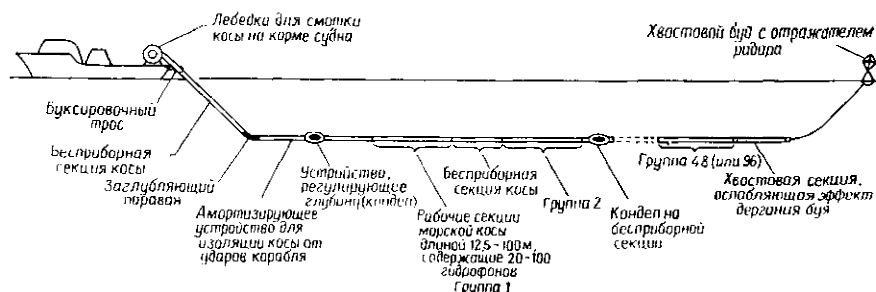 Лебедка для смотки
косы на корме судна
Хвостовой буй с отражателем
радара
Буксировочный
трос
Бесприборная
секция косы
Заглубляющий
параван
Амортизирующее
устройство для
изоляции косы от
ударов корабля
Устройство,
регулирующее
глубину (кондеп)
Рабочие секции
морской косы
длиной 12,5-100м,
содержащие 20-100
гидрофонов
Группа 1
Бесприборная
секция косы
Группа 2
Кондеп на
бесприборной
секции
Группа 48 (или 96)
Хвостовая секция,
ослабляющая эффект
дергания буя